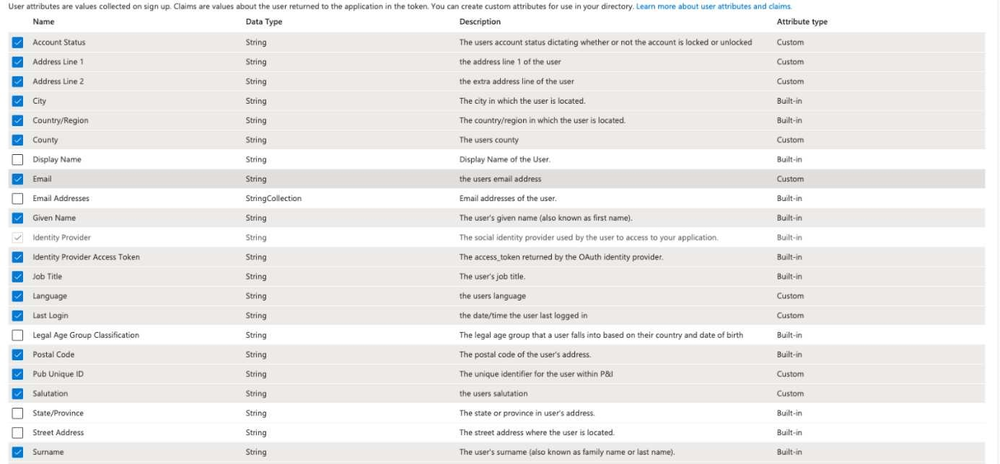 User attributes are values collected on sign up. Claims are values about the user returned to the application in the token. You can create custom attributes for use in your directory. Learn more about user attributes and claims.
Name Data Type Description Attribute type
Account Status String The users account status dictating whether or not the account is locked or unlocked Custom
Address Line 1 String the address line 1 of the user Custom
Address Line 2 String the extra address line of the user Custom
City String The city in which the user is located. Built-in
Country/Region String The country/region in which the user is located. Built-in
County String The users county Custom
Display Name String Display Name of the User. Built-in
Email String the users email address Custom
Email Addresses StringCollection Email addresses of the user. Built-in
Given Name String The user's given name (also known as first name). Built-in
Identity Provider String The social identity provider used by the user to access to your application. Built-in
Identity Provider Access Token String The access_token returned by the OAuth identity provider. Built-in
Job Title String The user's job title. Built-in
Language String the users language Custom
Last Login String the date/time the user last logged in Custom
Legal Age Group Classification String The legal age group that a user falls into based on their country and date of birth Built-in
Postal Code String The postal code of the user's address. Built-in
Pub Unique ID String The unique identifier for the user within P&I Custom
Salutation String the users salutation Custom
State/Province String The state or province in user's address. Built-in
Street Address String The street address where the user is located. Built-in
Surname String The user's surname (also known as family name or last name). Built-in